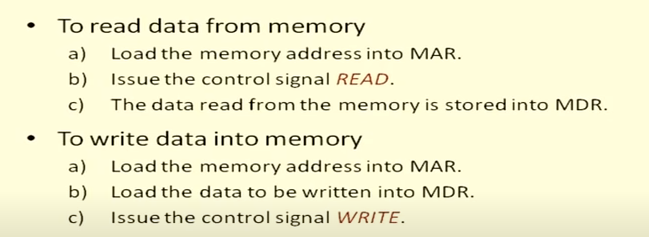 • To read data from memory
a) Load the memory address into MAR.
b) Issue the control signal READ.
c) The data read from the memory is stored into MDR.
• To write data into memory
a) Load the memory address into MAR.
b) Load the data to be written into MDR.
c) Issue the control signal WRITE.